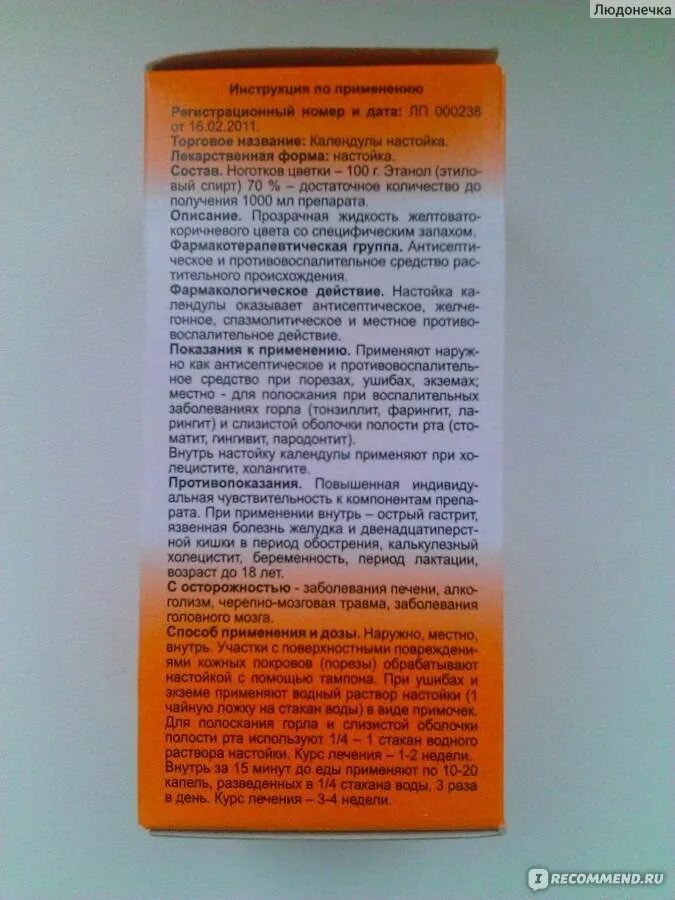 Людонечка
Инструкция по применению
Регистрационный номер и дата: ЛП 000238
от 16.02.2011.
Торговое название: Календулы настойка.
Лекарственная форма: настойка.
Состав. Ноготков цветки – 100 г. Этанол (этило-
вый спирт) 70 % – достаточное количество до
получения 1000 мл препарата.
Описание. Прозрачная жидкость желтовато-
коричневого цвета со специфическим запахом.
Фармакотерапевтическая группа. Антисепти-
ческое и противовоспалительное средство рас-
тительного происхождения.
Фармакологическое действие. Настойка ка-
лендулы оказывает антисептическое, желче-
гонное, спазмолитическое и местное противо-
воспалительное действие.
Показания к применению. Применяют наруж-
но как антисептическое и противовоспалитель-
ное средство при порезах, ушибах, экземах;
местно - для полоскания при воспалительных
заболеваниях горла (тонзиллит, фарингит, ла-
рингит) и слизистой оболочки полости рта (сто-
матит, гингивит, пародонтит).
Внутрь настойку календулы применяют при хо-
лецистите, холангите.
Противопоказания. Повышенная индивиду-
альная чувствительность к компонентам препа-
рата. При применении внутрь – острый гастрит,
язвенная болезнь желудка и двенадцатиперст-
ной кишки в период обострения, калькулезный
холецистит, беременность, период лактации,
возраст до 18 лет.
С осторожностью - заболевания печени, алко-
голизм, черепно-мозговая травма, заболевания
головного мозга.
Способ применения и дозы. Наружно, местно,
внутрь. Участки с поверхностными повреждени-
ями кожных покровов (порезы) обрабатывают
настойкой с помощью тампона. При ушибах и
экземе применяют водный раствор настойки (1
чайную ложку на стакан воды) в виде примочек.
Для полоскания горла и слизистой оболочки
полости рта используют 1/4 – 1 стакан водного
раствора настойки. Курс лечения – 1-2 недели.
Внутрь за 15 минут до еды применяют по 10-20
капель, разведенных в 1/4 стакана воды, 3 раза
в день. Курс лечения – 3-4 недели.
IRECOMMEND.RU